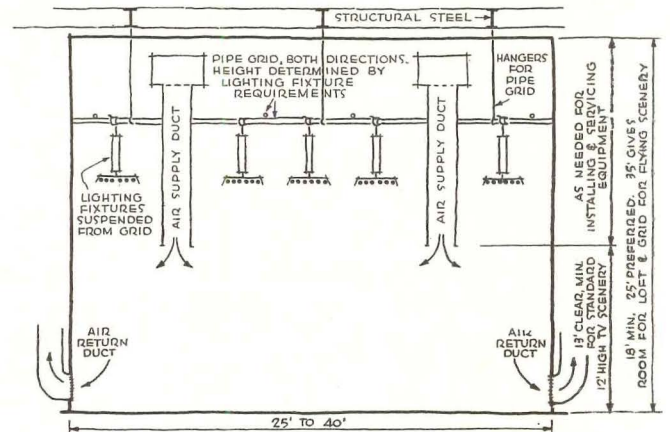 STRUCTURAL STEEL
PIPE GRID, BOTH DIRECTIONS.
HEIGHT DETERMINED BY
LIGHTING FIXTURE
REQUIREMENTS
HANGERS
FOR
PIPE
GRID
AIR SUPPLY DUCT
AIR SUPPLY DUCT
LIGHTING
FIXTURES
SUSPENDED
FROM GRID
AS NEEDED FOR
INSTALLING & SERVICING
EQUIPMENT
13' CLEAR, MIN.
FOR STANDARD
12' HIGH TV SCENERY
18' MIN. 25' PREFERRED. 35' GIVES
ROOM FOR LOFT & GRID FOR FLYING SCENERY
AIR
RETURN
DUCT
AIR
RETURN
DUCT
25' TO 40'